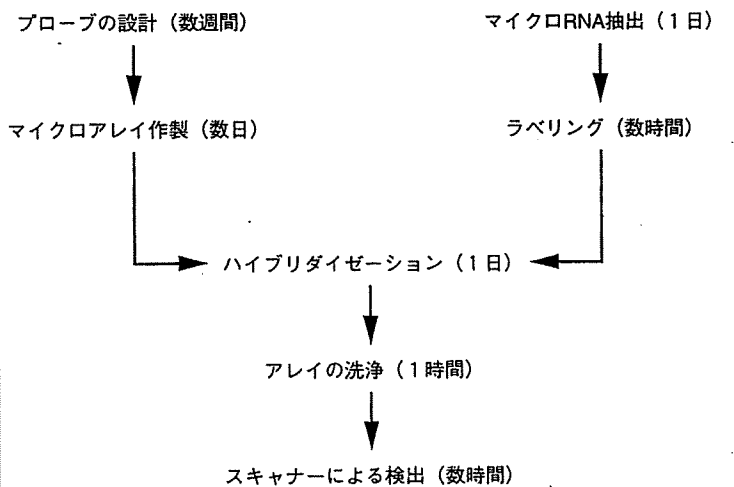 プローブの設計（数週間）
マイクロRNA抽出（１日）
マイクロアレイ作製（数日）
ラベリング（数時間）
ハイブリダイゼーション（１日）
アレイの洗浄（１時間）
スキャナーによる検出（数時間）